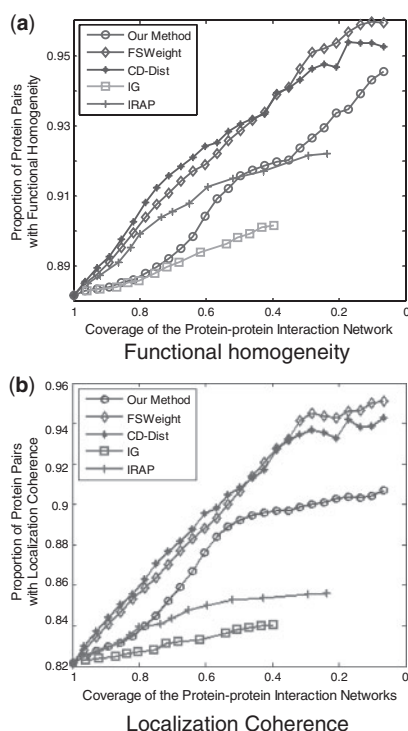 (a)
Our Method
FSWeight
CD-Dist
IG
IRAP
0.95
0.93
0.91
0.89
Proportion of Protein Pairs
with Functional Homogeneity
1 0.8 0.6 0.4 0.2 0
Coverage of the Protein-protein Interaction Network
Functional homogeneity
(b)
Our Method
FSWeight
CD-Dist
IG
IRAP
0.96
0.94
0.92
0.9
0.88
0.86
0.84
0.82
Proportion of Protein Pairs
with Localization Coherence
1 0.8 0.6 0.4 0.2 0
Coverage of the Protein-protein Interaction Networks
Localization Coherence